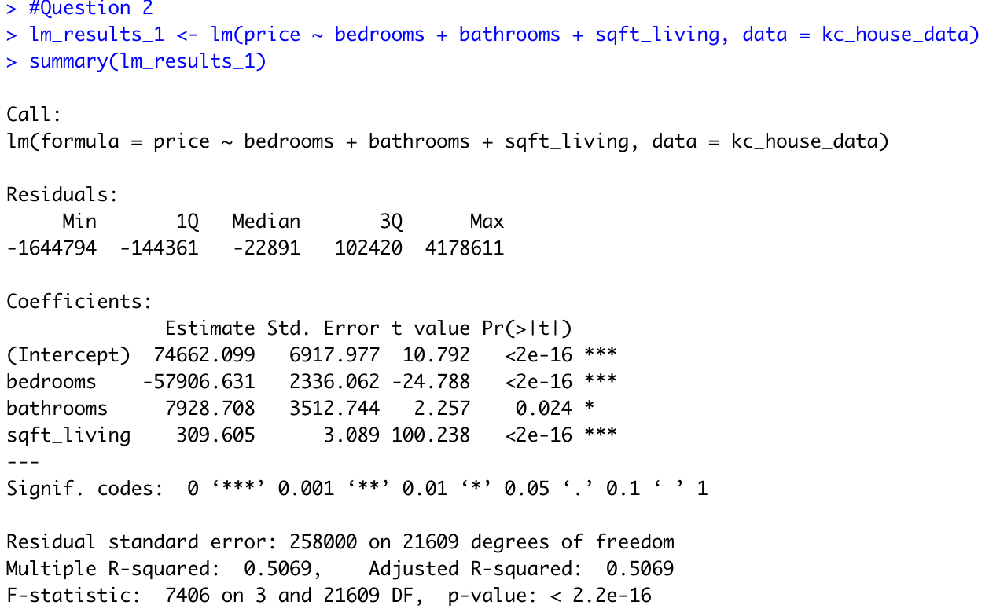 > #Question 2
> lm_results_1 <- lm(price ~ bedrooms + bathrooms + sqft_living, data = kc_house_data)
> summary(lm_results_1)

Call:
lm(formula = price ~ bedrooms + bathrooms + sqft_living, data = kc_house_data)

Residuals:
     Min       1Q   Median       3Q      Max
-1644794  -144361   -22891   102420  4178611

Coefficients:
              Estimate Std. Error t value Pr(>|t|)
(Intercept)  74662.099   6917.977  10.792   <2e-16 ***
bedrooms    -57906.631   2336.062 -24.788   <2e-16 ***
bathrooms     7928.708   3512.744   2.257    0.024 *
sqft_living    309.605      3.089 100.238   <2e-16 ***
---
Signif. codes:  0 ‘***’ 0.001 ‘**’ 0.01 ‘*’ 0.05 ‘.’ 0.1 ‘ ’ 1

Residual standard error: 258000 on 21609 degrees of freedom
Multiple R-squared:  0.5069,    Adjusted R-squared:  0.5069
F-statistic:  7406 on 3 and 21609 DF,  p-value: < 2.2e-16